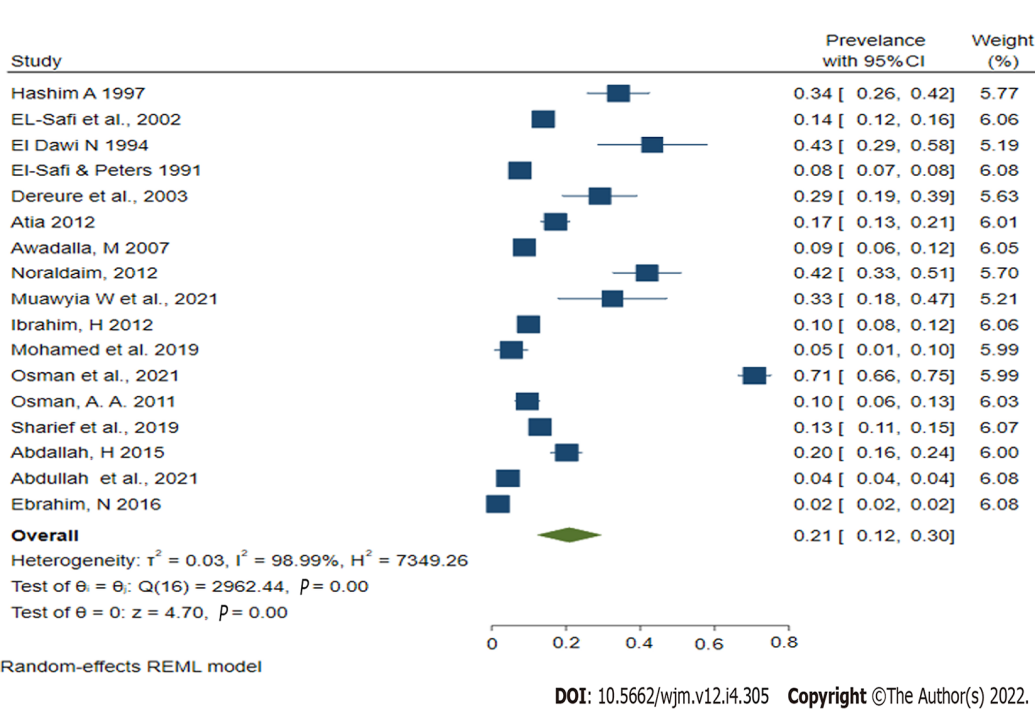 Prevelance Weight
Study with 95%CI (%)
Hashim A 1997 0.34 [ 0.26, 0.42] 5.77
EL-Safi et al., 2002 0.14 [ 0.12, 0.16] 6.06
El Dawi N 1994 0.43 [ 0.29, 0.58] 5.19
El-Safi & Peters 1991 0.08 [ 0.07, 0.08] 6.08
Dereure et al., 2003 0.29 [ 0.19, 0.39] 5.63
Atia 2012 0.17 [ 0.13, 0.21] 6.01
Awadalla, M 2007 0.09 [ 0.06, 0.12] 6.05
Noraldaim, 2012 0.42 [ 0.33, 0.51] 5.70
Muawyia W et al., 2021 0.33 [ 0.18, 0.47] 5.21
Ibrahim, H 2012 0.10 [ 0.08, 0.12] 6.06
Mohamed et al. 2019 0.05 [ 0.01, 0.10] 5.99
Osman et al., 2021 0.71 [ 0.66, 0.75] 5.99
Osman, A. A. 2011 0.10 [ 0.06, 0.13] 6.03
Sharief et al., 2019 0.13 [ 0.11, 0.15] 6.07
Abdallah, H 2015 0.20 [ 0.16, 0.24] 6.00
Abdullah et al., 2021 0.04 [ 0.04, 0.04] 6.08
Ebrahim, N 2016 0.02 [ 0.02, 0.02] 6.08
Overall 0.21 [ 0.12, 0.30]
Heterogeneity: τ² = 0.03, I² = 98.99%, H² = 7349.26
Test of θᵢ = θⱼ: Q(16) = 2962.44, P = 0.00
Test of θ = 0: z = 4.70, P = 0.00
0 0.2 0.4 0.6 0.8
Random-effects REML model
DOI: 10.5662/wjm.v12.i4.305 Copyright ©The Author(s) 2022.